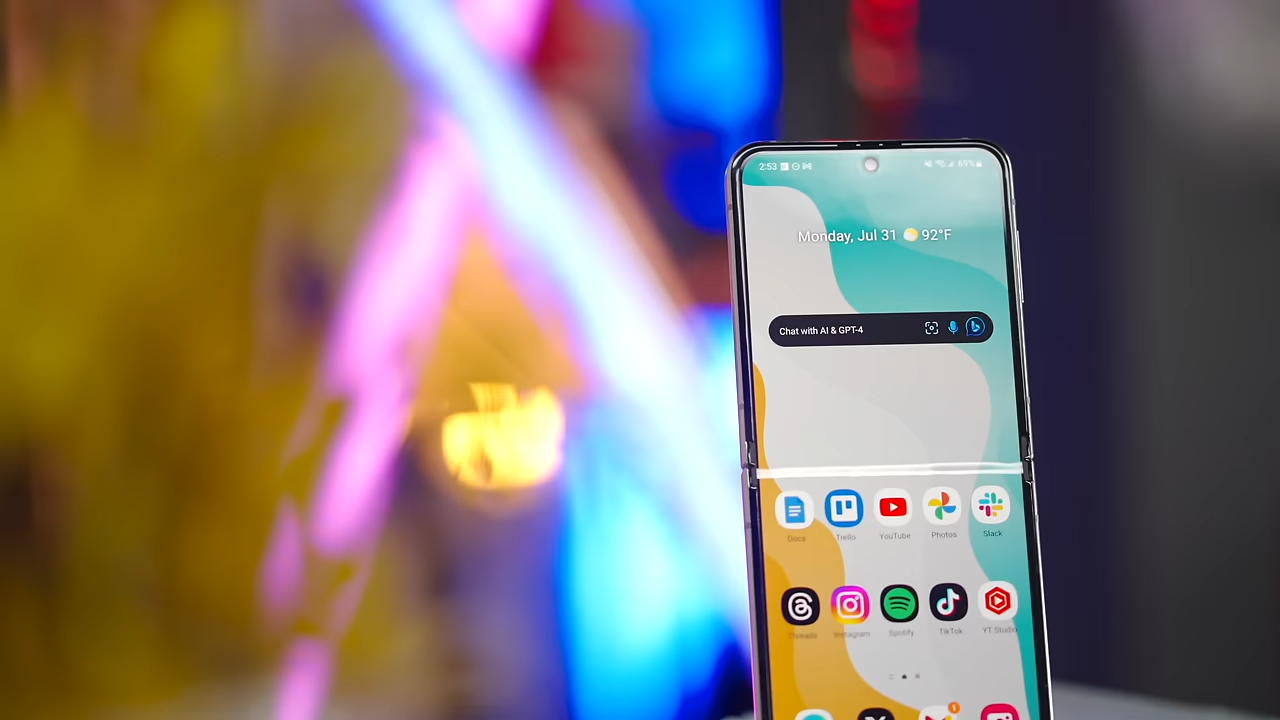 2:53 69%
Monday, Jul 31 92°F
Chat with AI & GPT-4
Docs Trello YouTube Photos Slack
Threads Instagram Spotify TikTok YT Studio
1